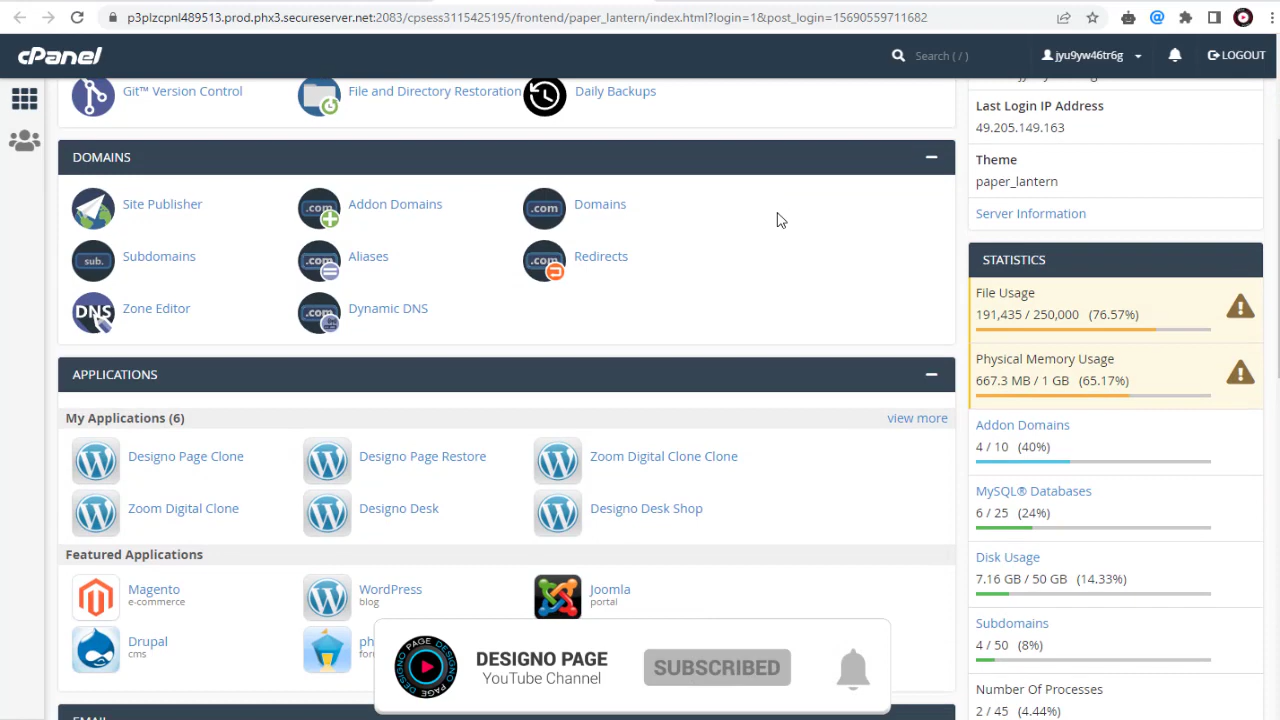 p3plzcpnl489513.prod.phx3.secureserver.net:2083/cpsess3115425195/frontend/paper_lantern/index.html?login=1&post_login=15690559711682
cPanel
Search ( / )
jyu9yw46tr6g
LOGOUT
Git™ Version Control
File and Directory Restoration
Daily Backups
DOMAINS
Site Publisher
Addon Domains
Domains
Subdomains
Aliases
Redirects
Zone Editor
Dynamic DNS
APPLICATIONS
My Applications (6)
view more
Designo Page Clone
Designo Page Restore
Zoom Digital Clone Clone
Zoom Digital Clone
Designo Desk
Designo Desk Shop
Featured Applications
Magento
e-commerce
WordPress
blog
Joomla
portal
Drupal
cms
Last Login IP Address
49.205.149.163
Theme
paper_lantern
Server Information
STATISTICS
File Usage
191,435 / 250,000 (76.57%)
Physical Memory Usage
667.3 MB / 1 GB (65.17%)
Addon Domains
4 / 10 (40%)
MySQL® Databases
6 / 25 (24%)
Disk Usage
7.16 GB / 50 GB (14.33%)
Subdomains
4 / 50 (8%)
Number Of Processes
2 / 45 (4.44%)
DESIGNO PAGE
YouTube Channel
SUBSCRIBED